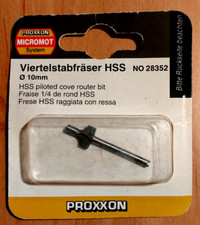 PROXXON
MICROMOT
System
Viertelstabfräser HSS NO 28352
Ø 10mm
HSS piloted cove router bit
Fraise 1/4 de rond HSS
Frese HSS raggiata con ressa
Bitte Rückseite beachten
PROXXON